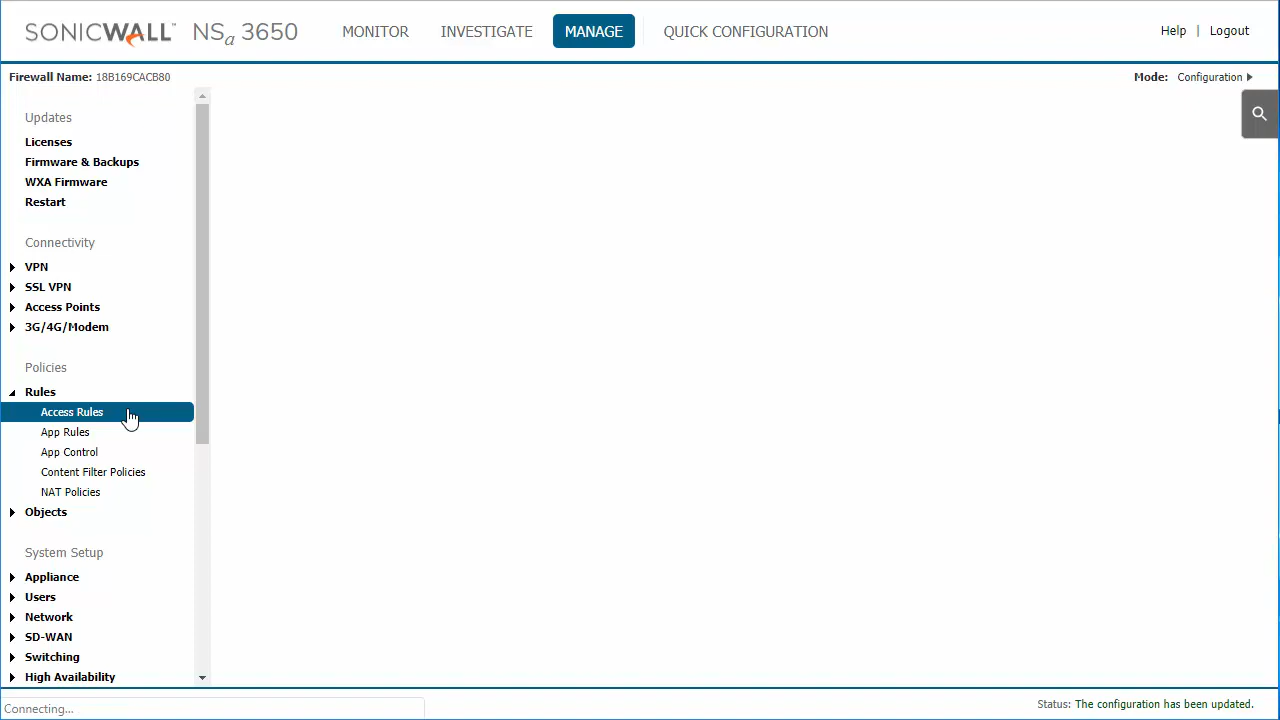 SONICWALL NSa 3650
MONITOR
INVESTIGATE
MANAGE
QUICK CONFIGURATION
Help | Logout
Firewall Name: 18B169CACB80
Mode: Configuration
Updates
Licenses
Firmware & Backups
WXA Firmware
Restart
Connectivity
VPN
SSL VPN
Access Points
3G/4G/Modem
Policies
Rules
Access Rules
App Rules
App Control
Content Filter Policies
NAT Policies
Objects
System Setup
Appliance
Users
Network
SD-WAN
Switching
High Availability
Connecting...
Status: The configuration has been updated.